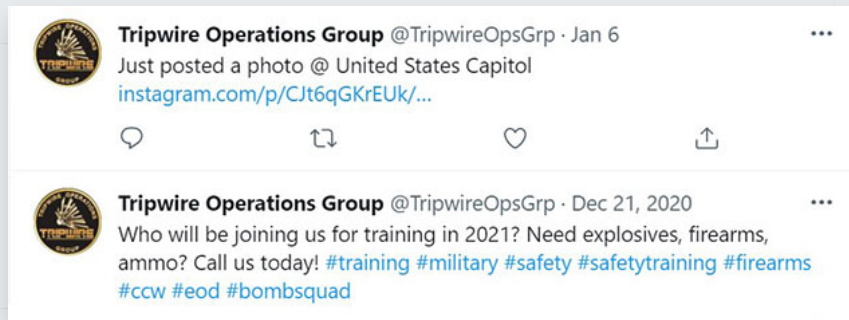 Tripwire Operations Group @TripwireOpsGrp · Jan 6
Just posted a photo @ United States Capitol
instagram.com/p/CJt6qGKrEUk/...
Tripwire Operations Group @TripwireOpsGrp · Dec 21, 2020
Who will be joining us for training in 2021? Need explosives, firearms,
ammo? Call us today! #training #military #safety #safetytraining #firearms
#ccw #eod #bombsquad